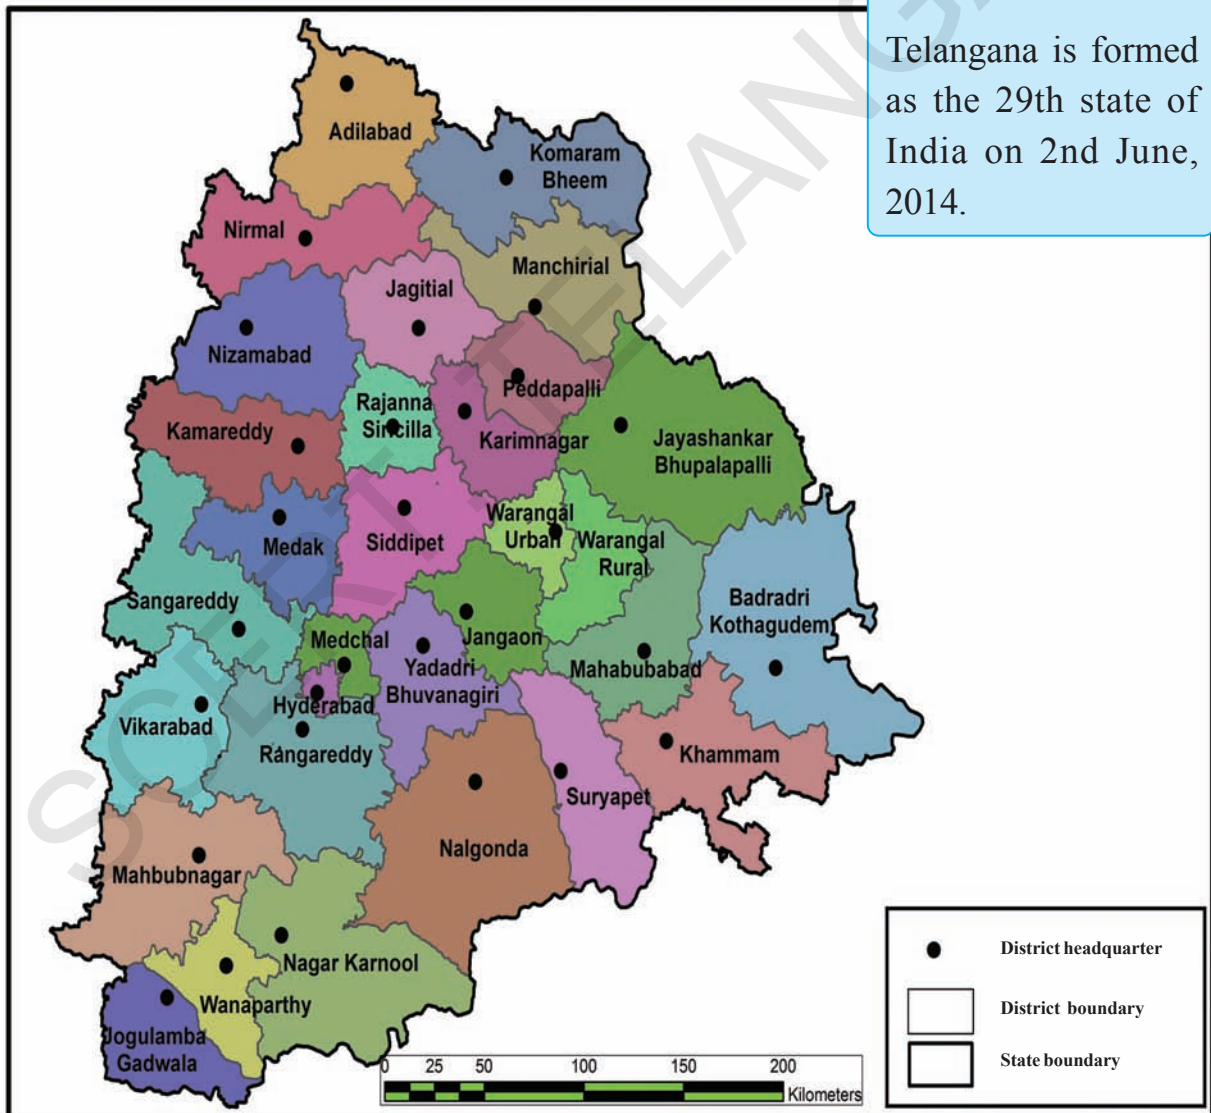 Telangana is formed
as the 29th state of
India on 2nd June,
2014.
Adilabad
Komaram
Bheem
Nirmal
Manchirial
Jagitial
Nizamabad
Peddapalli
Rajanna
Siricilla
Kamareddy
Karimnagar
Jayashankar
Bhupalapalli
Warangal
Urban
Warangal
Rural
Medak
Siddipet
Sangareddy
Badradri
Kothagudem
Medchal
Jangaon
Yadadri
Bhuvanagiri
Mahabubabad
Hyderabad
Vikarabad
Rangareddy
Khammam
Suryapet
Nalgonda
Mahbubnagar
Nagar Karnool
Wanaparthy
Jogulamba
Gadwala
0 25 50 100 150 200
Kilometers
District headquarter
District boundary
State boundary
SCERT TELANGA